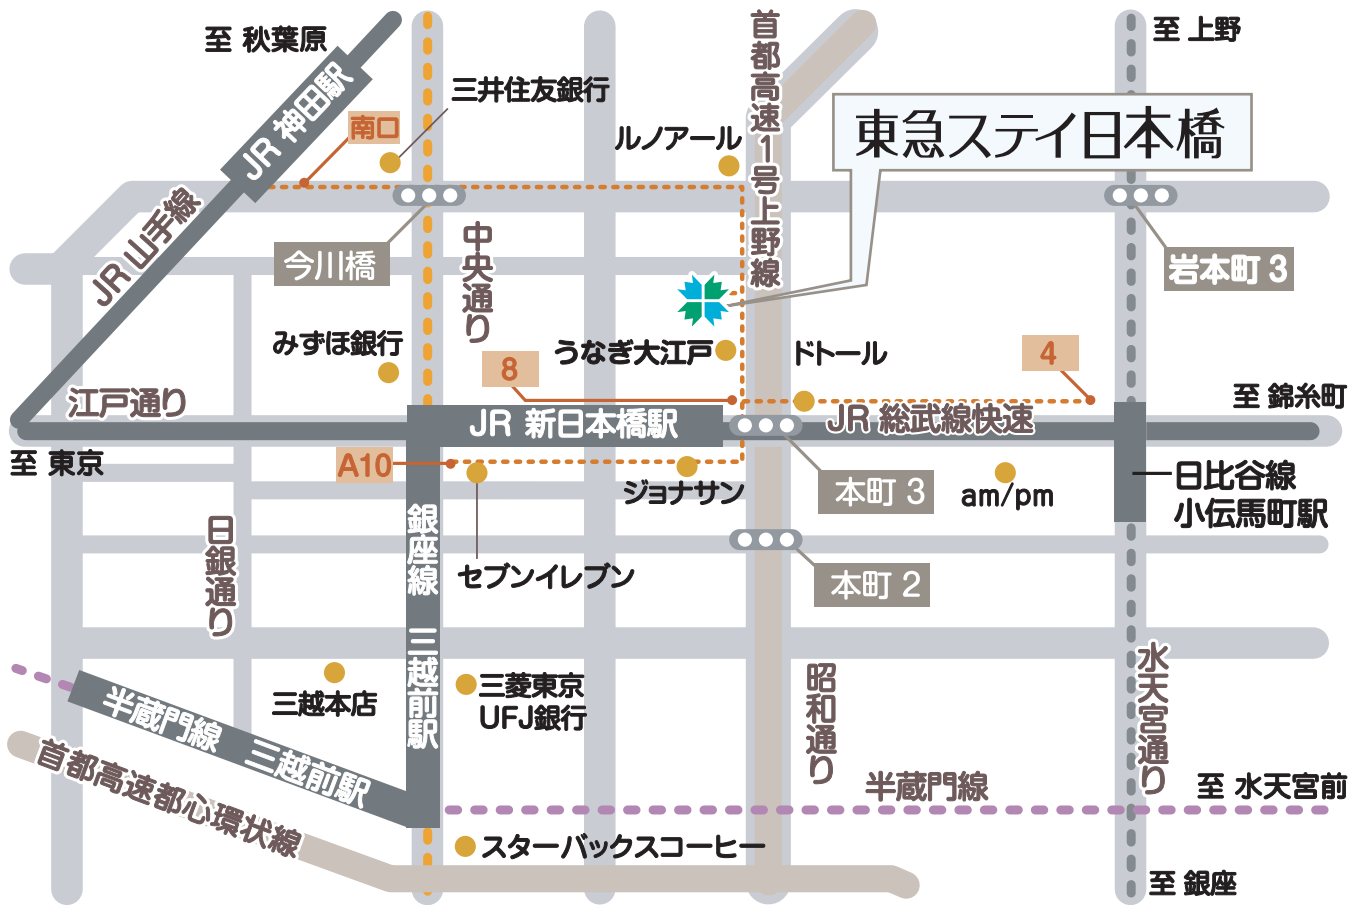 至 秋葉原
首都高速1号上野線
至 上野
JR 神田駅
三井住友銀行
南口
ルノアール
東急ステイ日本橋
JR 山手線
中央通り
今川橋
岩本町 3
みずほ銀行
うなぎ大江戸
ドトール
8
4
江戸通り
至 錦糸町
JR 新日本橋駅
JR 総武線快速
至 東京
A10
ジョナサン
本町 3
am/pm
日比谷線
小伝馬町駅
日銀通り
銀座線 三越前駅
セブンイレブン
本町 2
三越本店
三菱東京
UFJ銀行
昭和通り
水天宮通り
半蔵門線 三越前駅
首都高速都心環状線
半蔵門線
至 水天宮前
スターバックスコーヒー
至 銀座